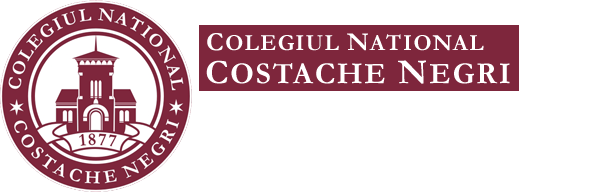 COLEGIUL NATIONAL
COSTACHE NEGRI
1877
COLEGIUL NATIONAL
COSTACHE NEGRI